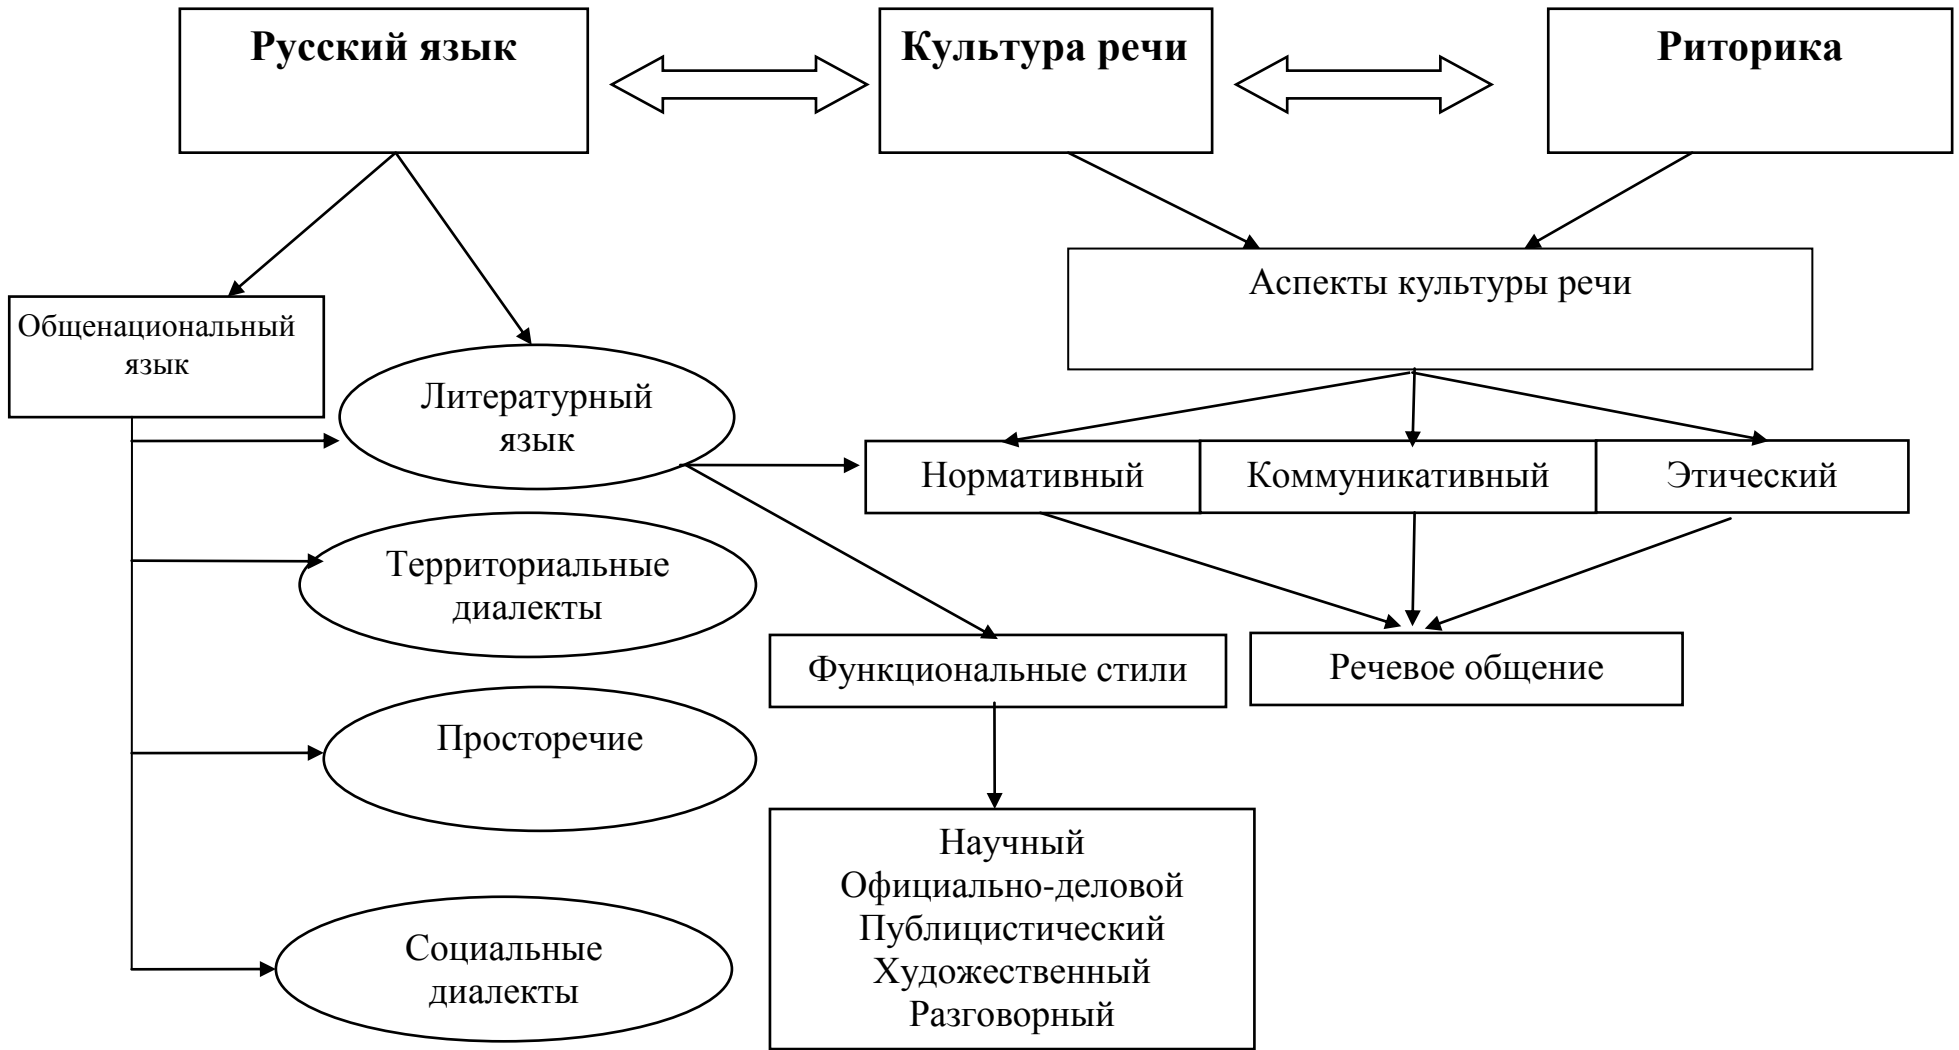 Русский язык
Культура речи
Риторика
Общенациональный
язык
Аспекты культуры речи
Литературный
язык
Нормативный
Коммуникативный
Этический
Территориальные
диалекты
Функциональные стили
Речевое общение
Просторечие
Научный
Официально-деловой
Публицистический
Художественный
Разговорный
Социальные
диалекты